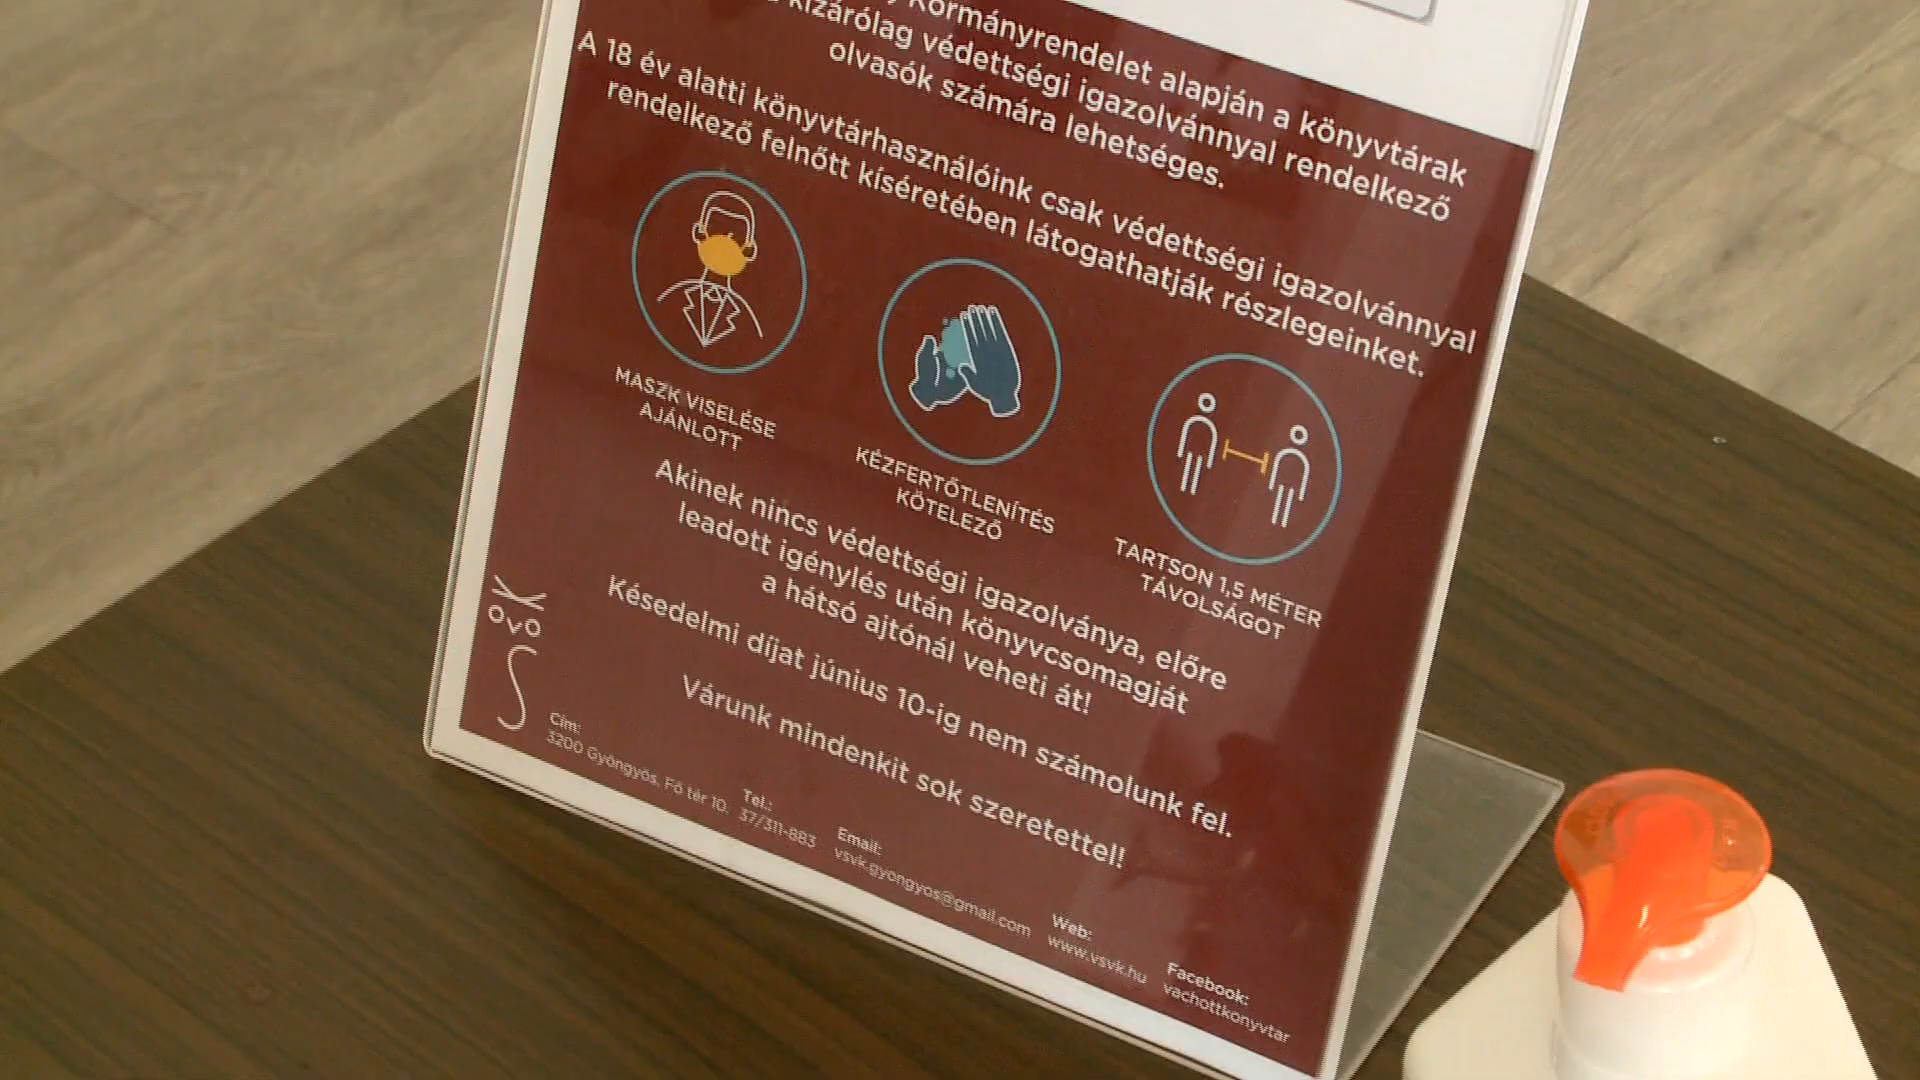 Kormányrendelet alapján a könyvtárak
kizárólag védettségi igazolvánnyal rendelkező
olvasók számára lehetséges.
A 18 év alatti könyvtárhasználóink csak védettségi igazolvánnyal
rendelkező felnőtt kíséretében látogathatják részlegeinket.
MASZK VISELÉSE
AJÁNLOTT
KÉZFERTŐTLENÍTÉS
KÖTELEZŐ
TARTSON 1,5 MÉTER
TÁVOLSÁGOT
Akinek nincs védettségi igazolványa, előre
leadott igénylés után könyvcsomagját
a hátsó ajtónál veheti át!
Késedelmi díjat június 10-ig nem számolunk fel.
Várunk mindenkit sok szeretettel!
Cím:
3200 Gyöngyös, Fő tér 10.
Tel.:
37/311-883
Email:
vsvk.gyongyos@gmail.com
Web:
www.vsvk.hu
Facebook:
vachottkonyvtar